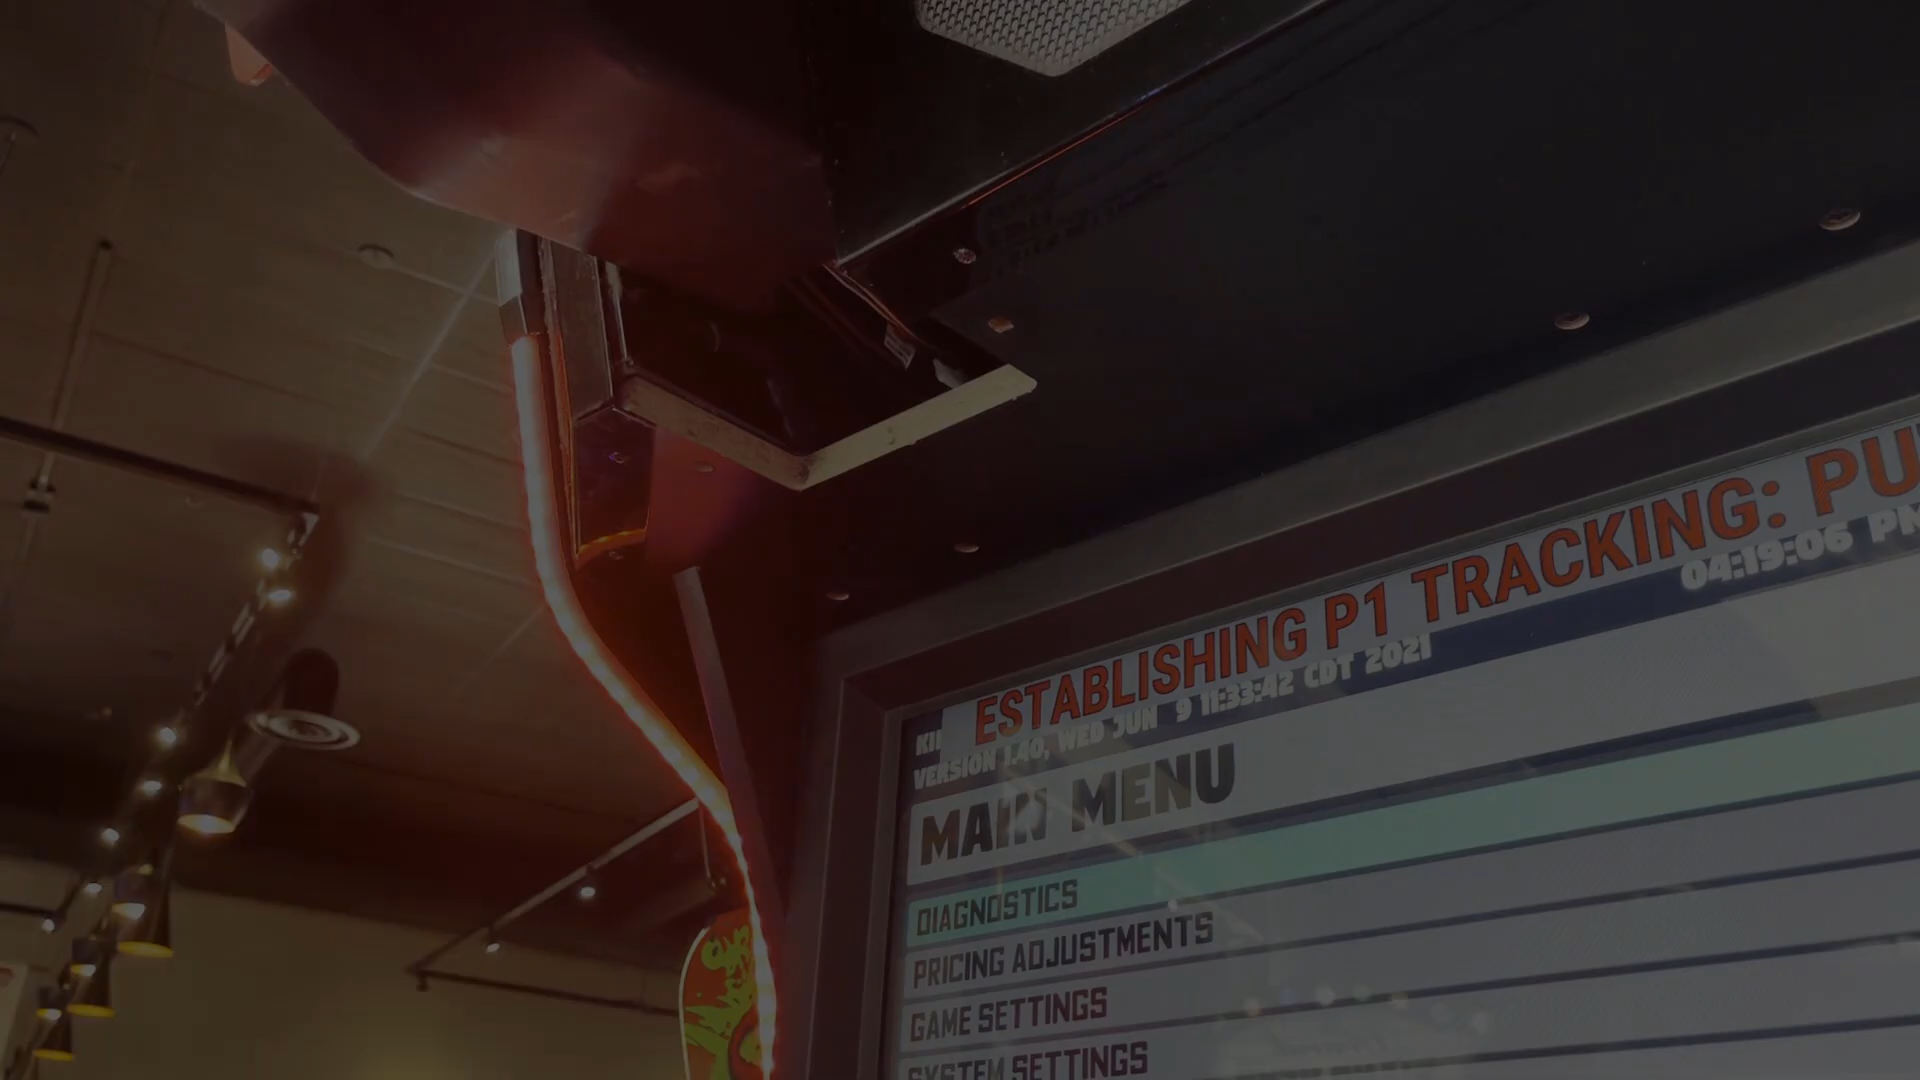 ESTABLISHING P1 TRACKING:
04:19:06 PM
VERSION 1.40, WED JUN 9 11:33:42 CDT 2021
MAIN MENU
DIAGNOSTICS
PRICING ADJUSTMENTS
GAME SETTINGS
SYSTEM SETTINGS